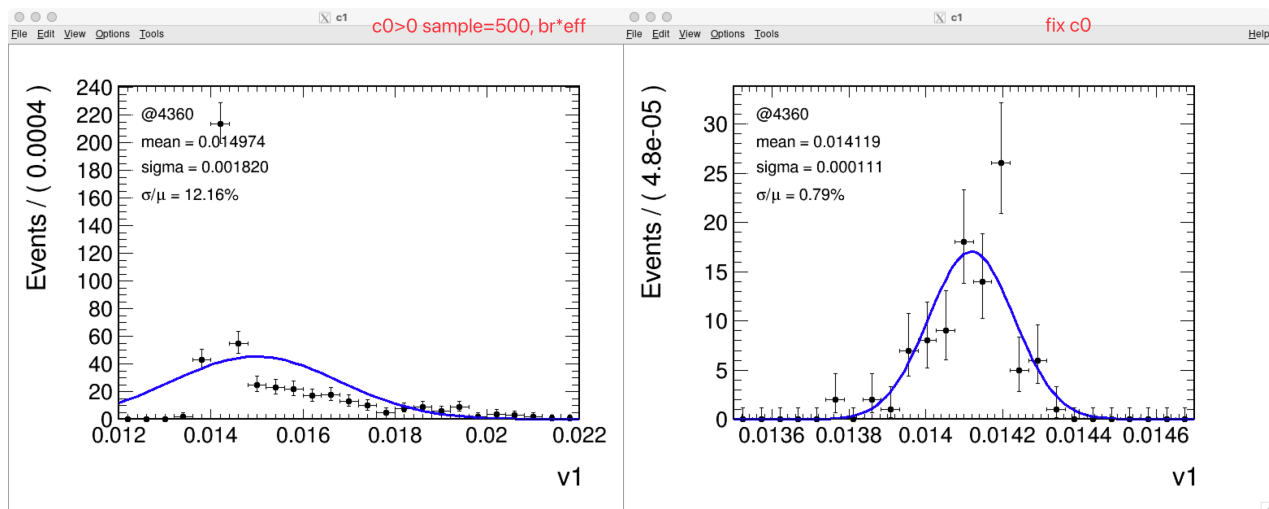 c1
c0>0 sample=500, br*eff
File Edit View Options Tools
Events / ( 0.0004 )
240
220
200
180
160
140
120
100
80
60
40
20
0
@4360
mean = 0.014974
sigma = 0.001820
σ/μ = 12.16%
0.012 0.014 0.016 0.018 0.02 0.022
v1
c1
fix c0
File Edit View Options Tools Help
Events / ( 4.8e-05 )
30
25
20
15
10
5
0
@4360
mean = 0.014119
sigma = 0.000111
σ/μ = 0.79%
0.0136 0.0138 0.014 0.0142 0.0144 0.0146
v1